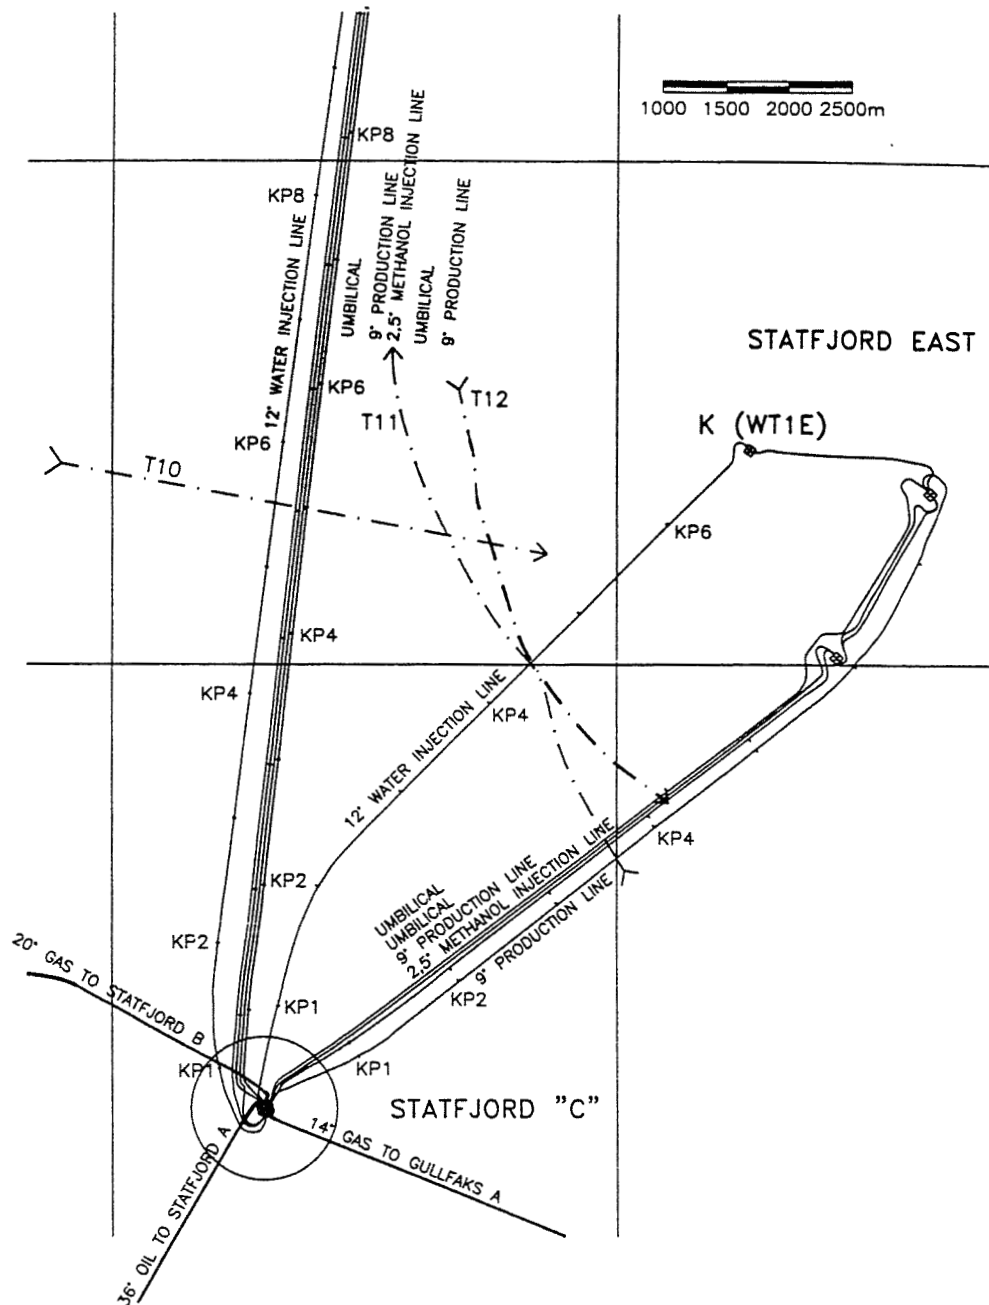 1000 1500 2000 2500m
KP8
KP8
12" WATER INJECTION LINE
UMBILICAL
9" PRODUCTION LINE
2,5" METHANOL INJECTION LINE
UMBILICAL
9" PRODUCTION LINE
STATFJORD EAST
KP6
T11
T12
K (WT1E)
KP6
T10
KP6
KP4
KP4
KP4
12" WATER INJECTION LINE
KP4
KP2
UMBILICAL
UMBILICAL
9" PRODUCTION LINE
2,5" METHANOL INJECTION LINE
9" PRODUCTION LINE
KP2
KP2
20" GAS TO STATFJORD B
KP1
KP1
KP1
STATFJORD "C"
14" GAS TO GULLFAKS A
36" OIL TO STATFJORD A